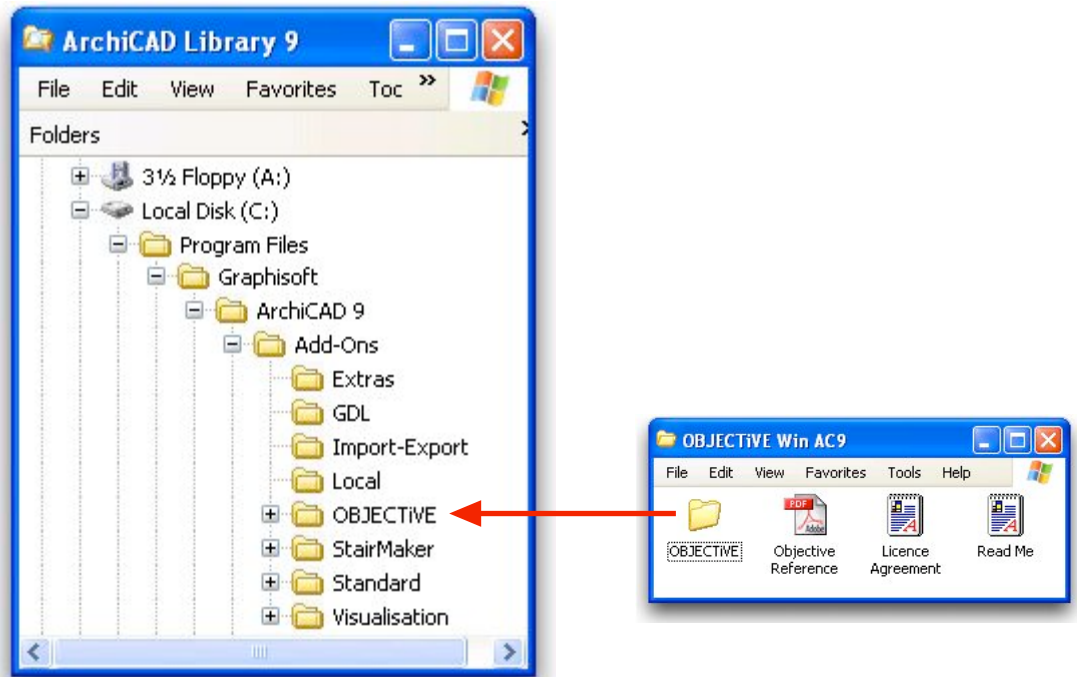 ArchiCAD Library 9
File Edit View Favorites Toc »
Folders
3½ Floppy (A:)
Local Disk (C:)
Program Files
Graphisoft
ArchiCAD 9
Add-Ons
Extras
GDL
Import-Export
Local
OBJECTiVE
StairMaker
Standard
Visualisation
OBJECTiVE Win AC9
File Edit View Favorites Tools Help
PDF
Adobe
OBJECTiVE
Objective
Reference
Licence
Agreement
Read Me